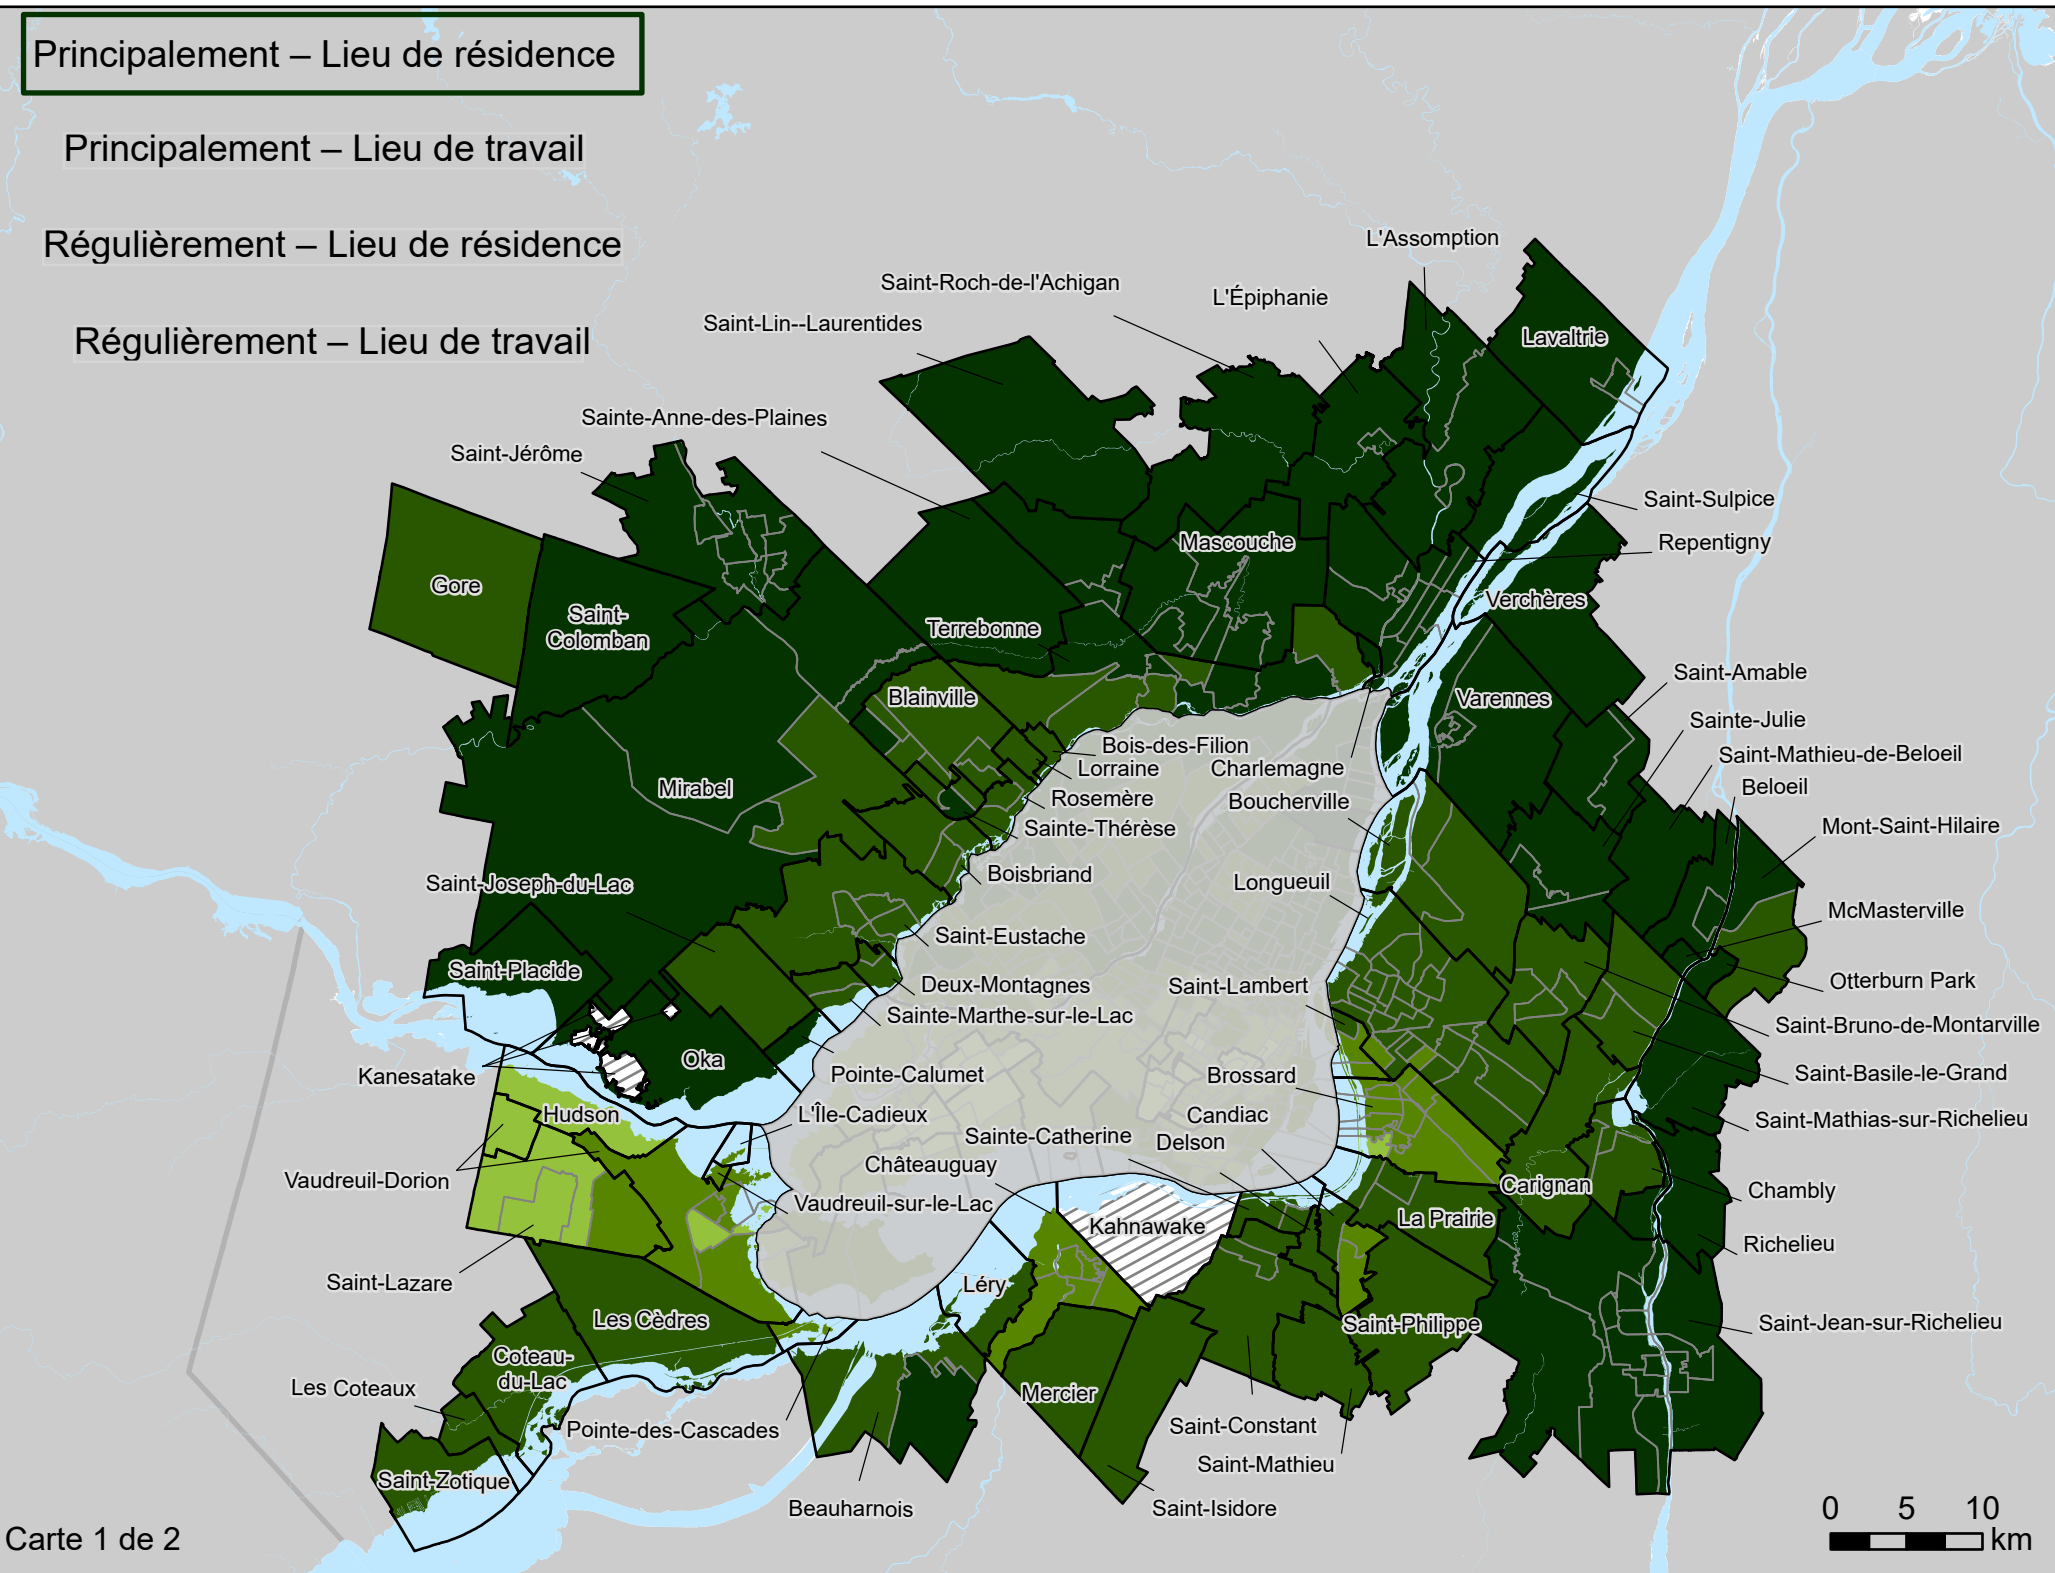 Principalement – Lieu de résidence
Principalement – Lieu de travail
Régulièrement – Lieu de résidence
Régulièrement – Lieu de travail
L'Assomption
Saint-Roch-de-l'Achigan
L'Épiphanie
Saint-Lin--Laurentides
Lavaltrie
Sainte-Anne-des-Plaines
Saint-Jérôme
Saint-Sulpice
Mascouche
Repentigny
Gore
Verchères
Saint-
Colomban
Terrebonne
Saint-Amable
Blainville
Varennes
Sainte-Julie
Bois-des-Filion
Saint-Mathieu-de-Beloeil
Lorraine
Charlemagne
Mirabel
Beloeil
Rosemère
Boucherville
Sainte-Thérèse
Mont-Saint-Hilaire
Boisbriand
Saint-Joseph-du-Lac
Longueuil
McMasterville
Saint-Eustache
Saint-Placide
Otterburn Park
Deux-Montagnes
Saint-Lambert
Sainte-Marthe-sur-le-Lac
Saint-Bruno-de-Montarville
Oka
Kanesatake
Pointe-Calumet
Brossard
Saint-Basile-le-Grand
Hudson
L'Île-Cadieux
Candiac
Saint-Mathias-sur-Richelieu
Sainte-Catherine
Delson
Châteauguay
Vaudreuil-Dorion
Carignan
Chambly
Vaudreuil-sur-le-Lac
Kahnawake
La Prairie
Richelieu
Saint-Lazare
Léry
Les Cèdres
Saint-Philippe
Saint-Jean-sur-Richelieu
Coteau-
du-Lac
Les Coteaux
Mercier
Pointe-des-Cascades
Saint-Constant
Saint-Mathieu
Saint-Zotique
Beauharnois
Saint-Isidore
0 5 10
km
Carte 1 de 2